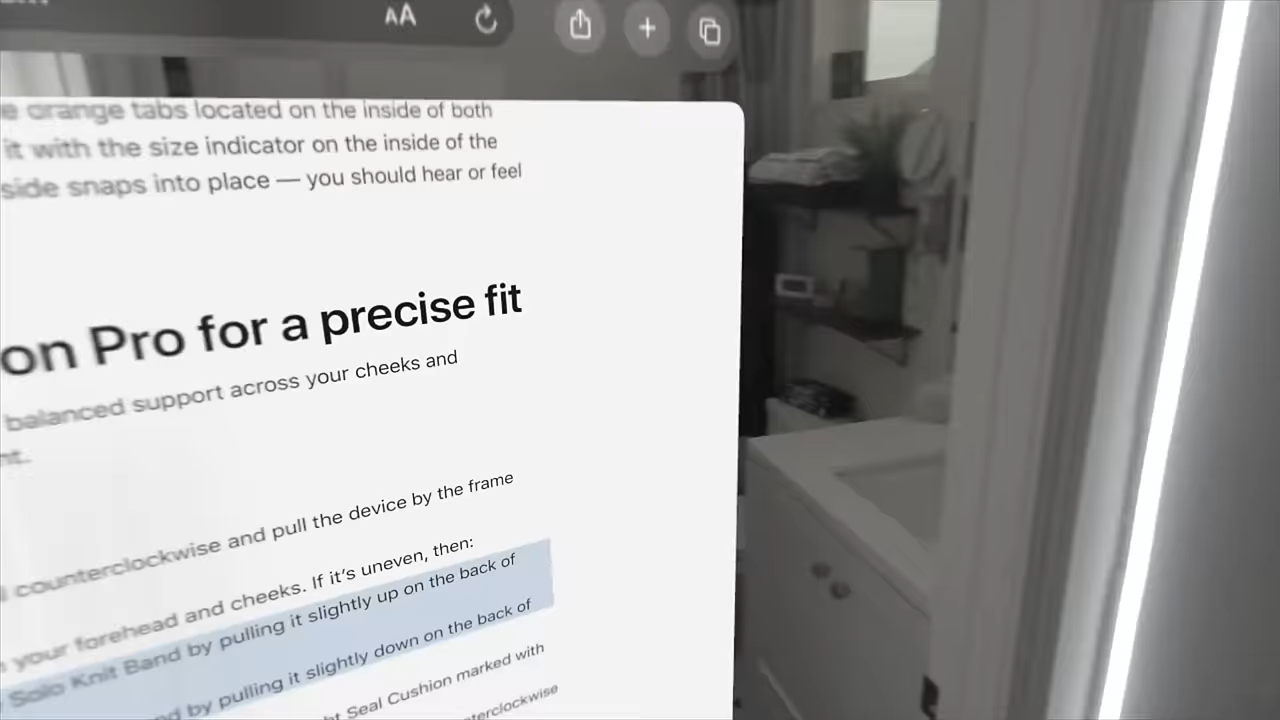 AA
e orange tabs located on the inside of both
it with the size indicator on the inside of the
side snaps into place — you should hear or feel
on Pro for a precise fit
balanced support across your cheeks and
nt.
l counterclockwise and pull the device by the frame
your forehead and cheeks. If it's uneven, then:
Solo Knit Band by pulling it slightly up on the back of
nd by pulling it slightly down on the back of
ht Seal Cushion marked with
terclockwise